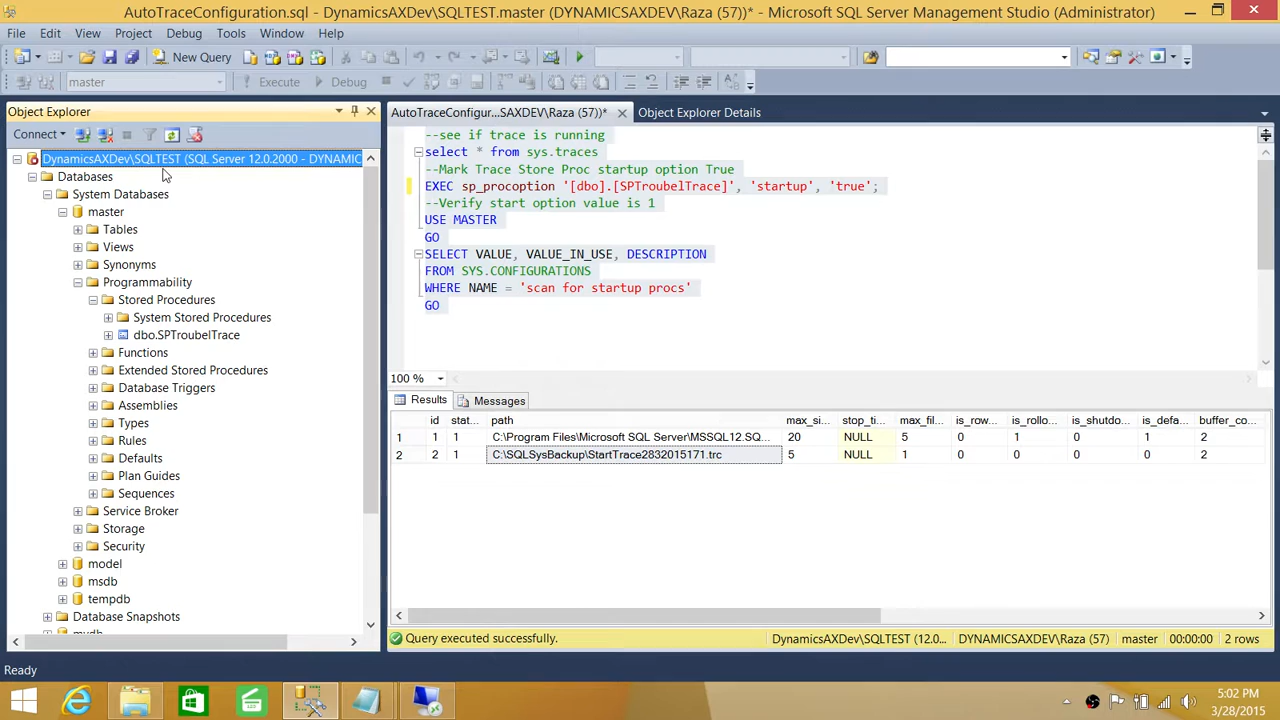 AutoTraceConfiguration.sql - DynamicsAXDev\SQLTEST.master (DYNAMICSAXDEV\Raza (57))* - Microsoft SQL Server Management Studio (Administrator)
File Edit View Project Debug Tools Window Help
New Query
master Execute Debug
Object Explorer
Connect
DynamicsAXDev\SQLTEST (SQL Server 12.0.2000 - DYNAMIC
Databases
System Databases
master
Tables
Views
Synonyms
Programmability
Stored Procedures
System Stored Procedures
dbo.SPTroubelTrace
Functions
Extended Stored Procedures
Database Triggers
Assemblies
Types
Rules
Defaults
Plan Guides
Sequences
Service Broker
Storage
Security
model
msdb
tempdb
Database Snapshots
mydb
AutoTraceConfigur...SAXDEV\Raza (57))* Object Explorer Details
--see if trace is running
select * from sys.traces
--Mark Trace Store Proc startup option True
EXEC sp_procoption '[dbo].[SPTroubelTrace]', 'startup', 'true';
--Verify start option value is 1
USE MASTER
GO
SELECT VALUE, VALUE_IN_USE, DESCRIPTION
FROM SYS.CONFIGURATIONS
WHERE NAME = 'scan for startup procs'
GO
100 %
Results Messages
id stat... path max_si... stop_ti... max_fil... is_row... is_rollo... is_shutdo... is_defa... buffer_co...
1 1 1 C:\Program Files\Microsoft SQL Server\MSSQL12.SQ... 20 NULL 5 0 1 0 1 2
2 2 1 C:\SQLSysBackup\StartTrace2832015171.trc 5 NULL 1 0 0 0 0 2
Query executed successfully. DynamicsAXDev\SQLTEST (12.0... DYNAMICSAXDEV\Raza (57) master 00:00:00 2 rows
Ready
5:02 PM
3/28/2015